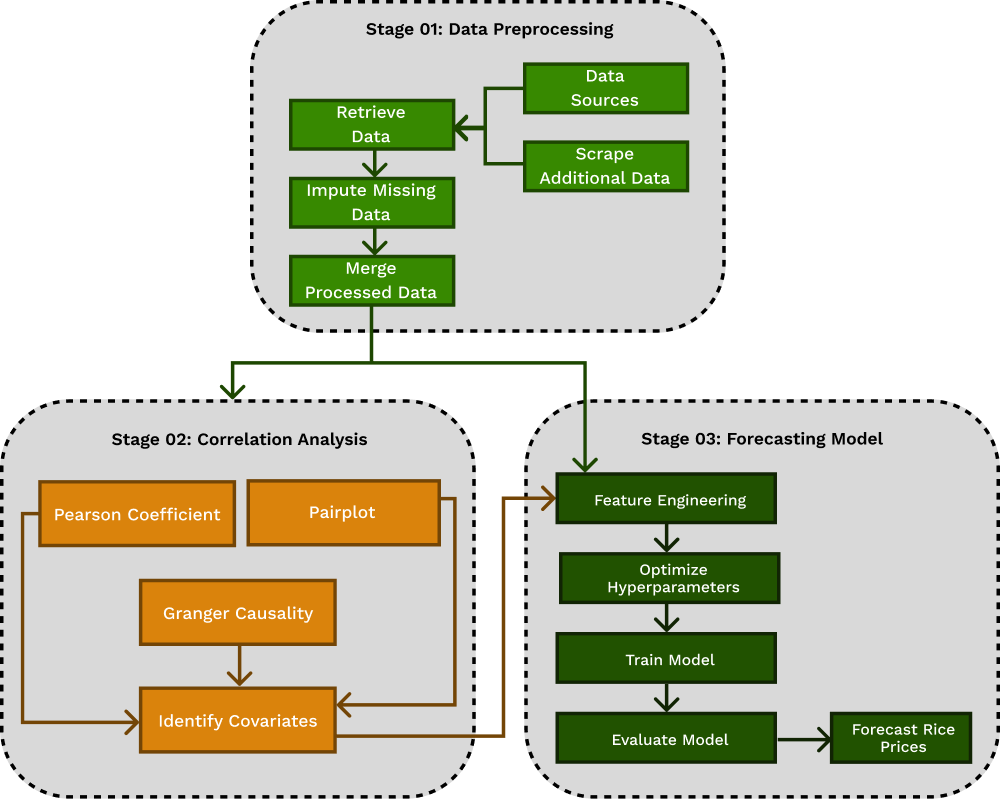 Stage 01: Data Preprocessing
Data
Sources
Retrieve
Data
Scrape
Additional Data
Impute Missing
Data
Merge
Processed Data
Stage 02: Correlation Analysis
Pearson Coefficient
Pairplot
Granger Causality
Identify Covariates
Stage 03: Forecasting Model
Feature Engineering
Optimize
Hyperparameters
Train Model
Evaluate Model
Forecast Rice
Prices